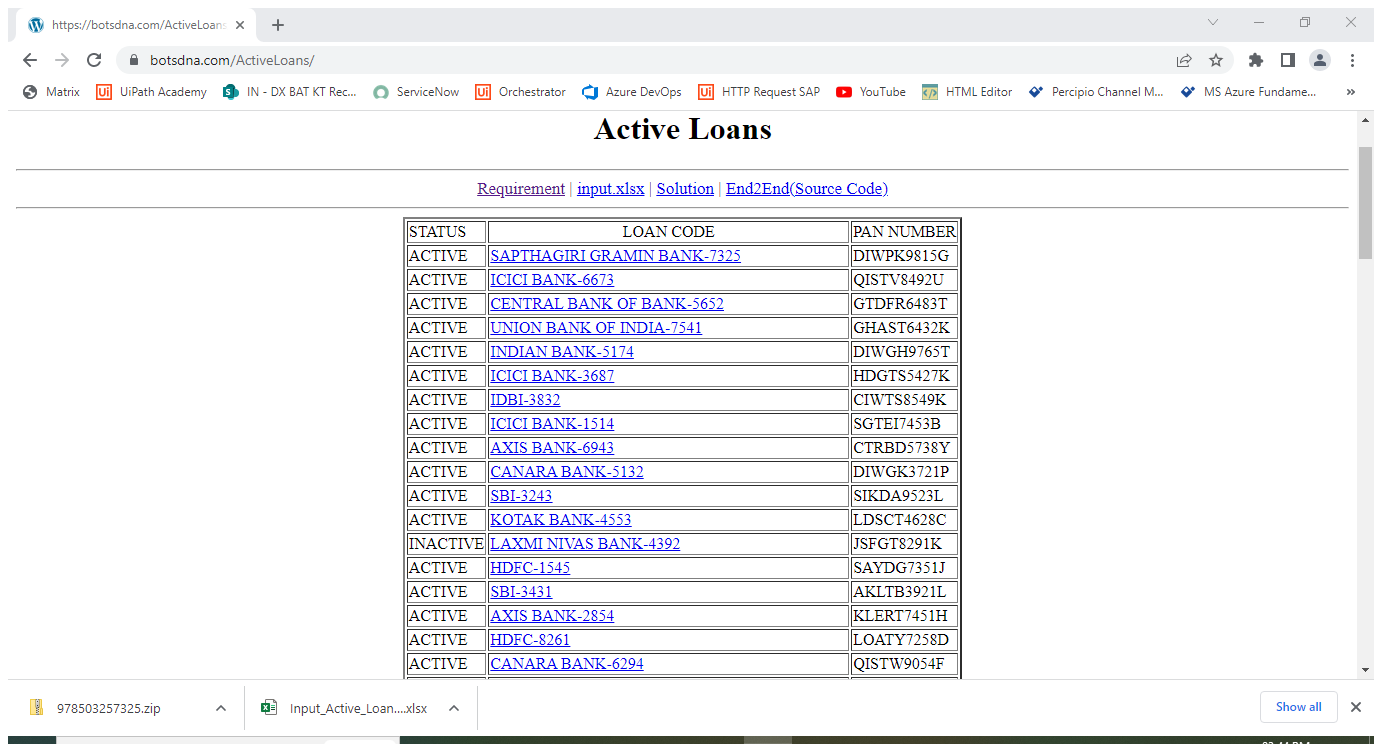 https://botsdna.com/ActiveLoans
botsdna.com/ActiveLoans/
Matrix UiPath Academy IN - DX BAT KT Rec... ServiceNow Orchestrator Azure DevOps HTTP Request SAP YouTube HTML Editor Percipio Channel M... MS Azure Fundame... »
Active Loans
Requirement | input.xlsx | Solution | End2End(Source Code)
STATUS LOAN CODE PAN NUMBER
ACTIVE SAPTHAGIRI GRAMIN BANK-7325 DIWPK9815G
ACTIVE ICICI BANK-6673 QISTV8492U
ACTIVE CENTRAL BANK OF BANK-5652 GTDFR6483T
ACTIVE UNION BANK OF INDIA-7541 GHAST6432K
ACTIVE INDIAN BANK-5174 DIWGH9765T
ACTIVE ICICI BANK-3687 HDGTS5427K
ACTIVE IDBI-3832 CIWTS8549K
ACTIVE ICICI BANK-1514 SGTEI7453B
ACTIVE AXIS BANK-6943 CTRBD5738Y
ACTIVE CANARA BANK-5132 DIWGK3721P
ACTIVE SBI-3243 SIKDA9523L
ACTIVE KOTAK BANK-4553 LDSCT4628C
INACTIVE LAXMI NIVAS BANK-4392 JSFGT8291K
ACTIVE HDFC-1545 SAYDG7351J
ACTIVE SBI-3431 AKLTB3921L
ACTIVE AXIS BANK-2854 KLERT7451H
ACTIVE HDFC-8261 LOATY7258D
ACTIVE CANARA BANK-6294 QISTW9054F
978503257325.zip Input_Active_Loan....xlsx Show all